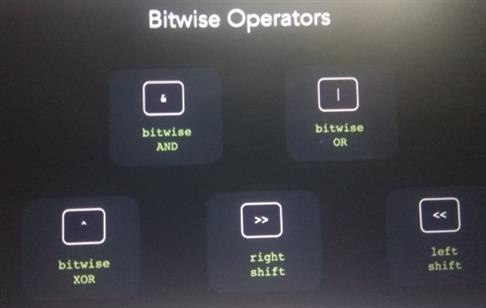 Bitwise Operators
&
bitwise
AND
|
bitwise
OR
^
bitwise
XOR
>>
right
shift
<<
left
shift